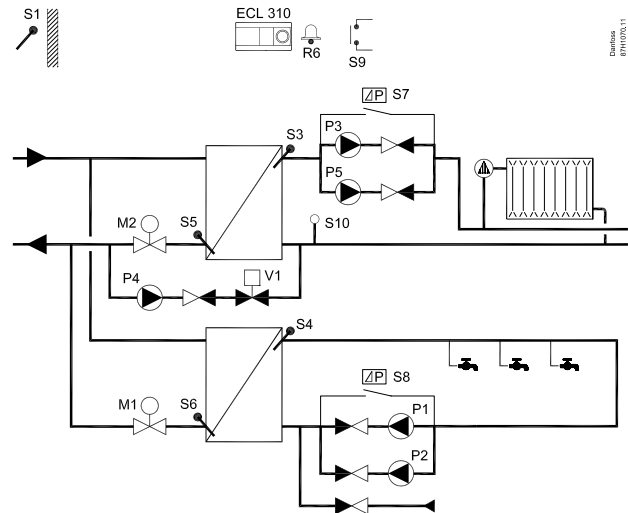 S1
ECL 310
R6
S9
Danfoss
87H1070.11
P S7
P3
S3
P5
M2
S5
S10
P4
V1
S4
P S8
M1
S6
P1
P2